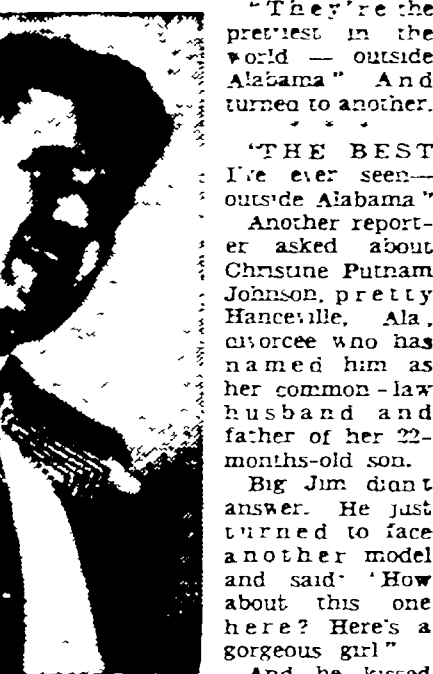 "They're the
prettiest in the
world — outside
Alabama" And
turned to another.
* * *
"THE BEST
I've ever seen—
outside Alabama"
Another report-
er asked about
Christine Putnam
Johnson, pretty
Hanceville, Ala,
divorcee who has
named him as
her common-law
husband and
father of her 22-
months-old son.
Big Jim didn't
answer. He just
turned to face
another model
and said 'How
about this one
here? Here's a
gorgeous girl"
And he kissed